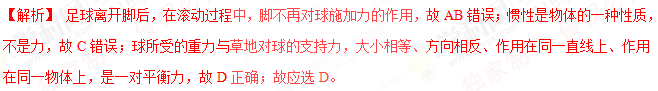 【解析】 足球离开脚后，在滚动过程中，脚不再对球施加力的作用，故 AB 错误；惯性是物体的一种性质，
不是力，故 C 错误；球所受的重力与草地对球的支持力，大小相等、方向相反、作用在同一直线上、作用
在同一物体上，是一对平衡力，故 D 正确；故应选 D。